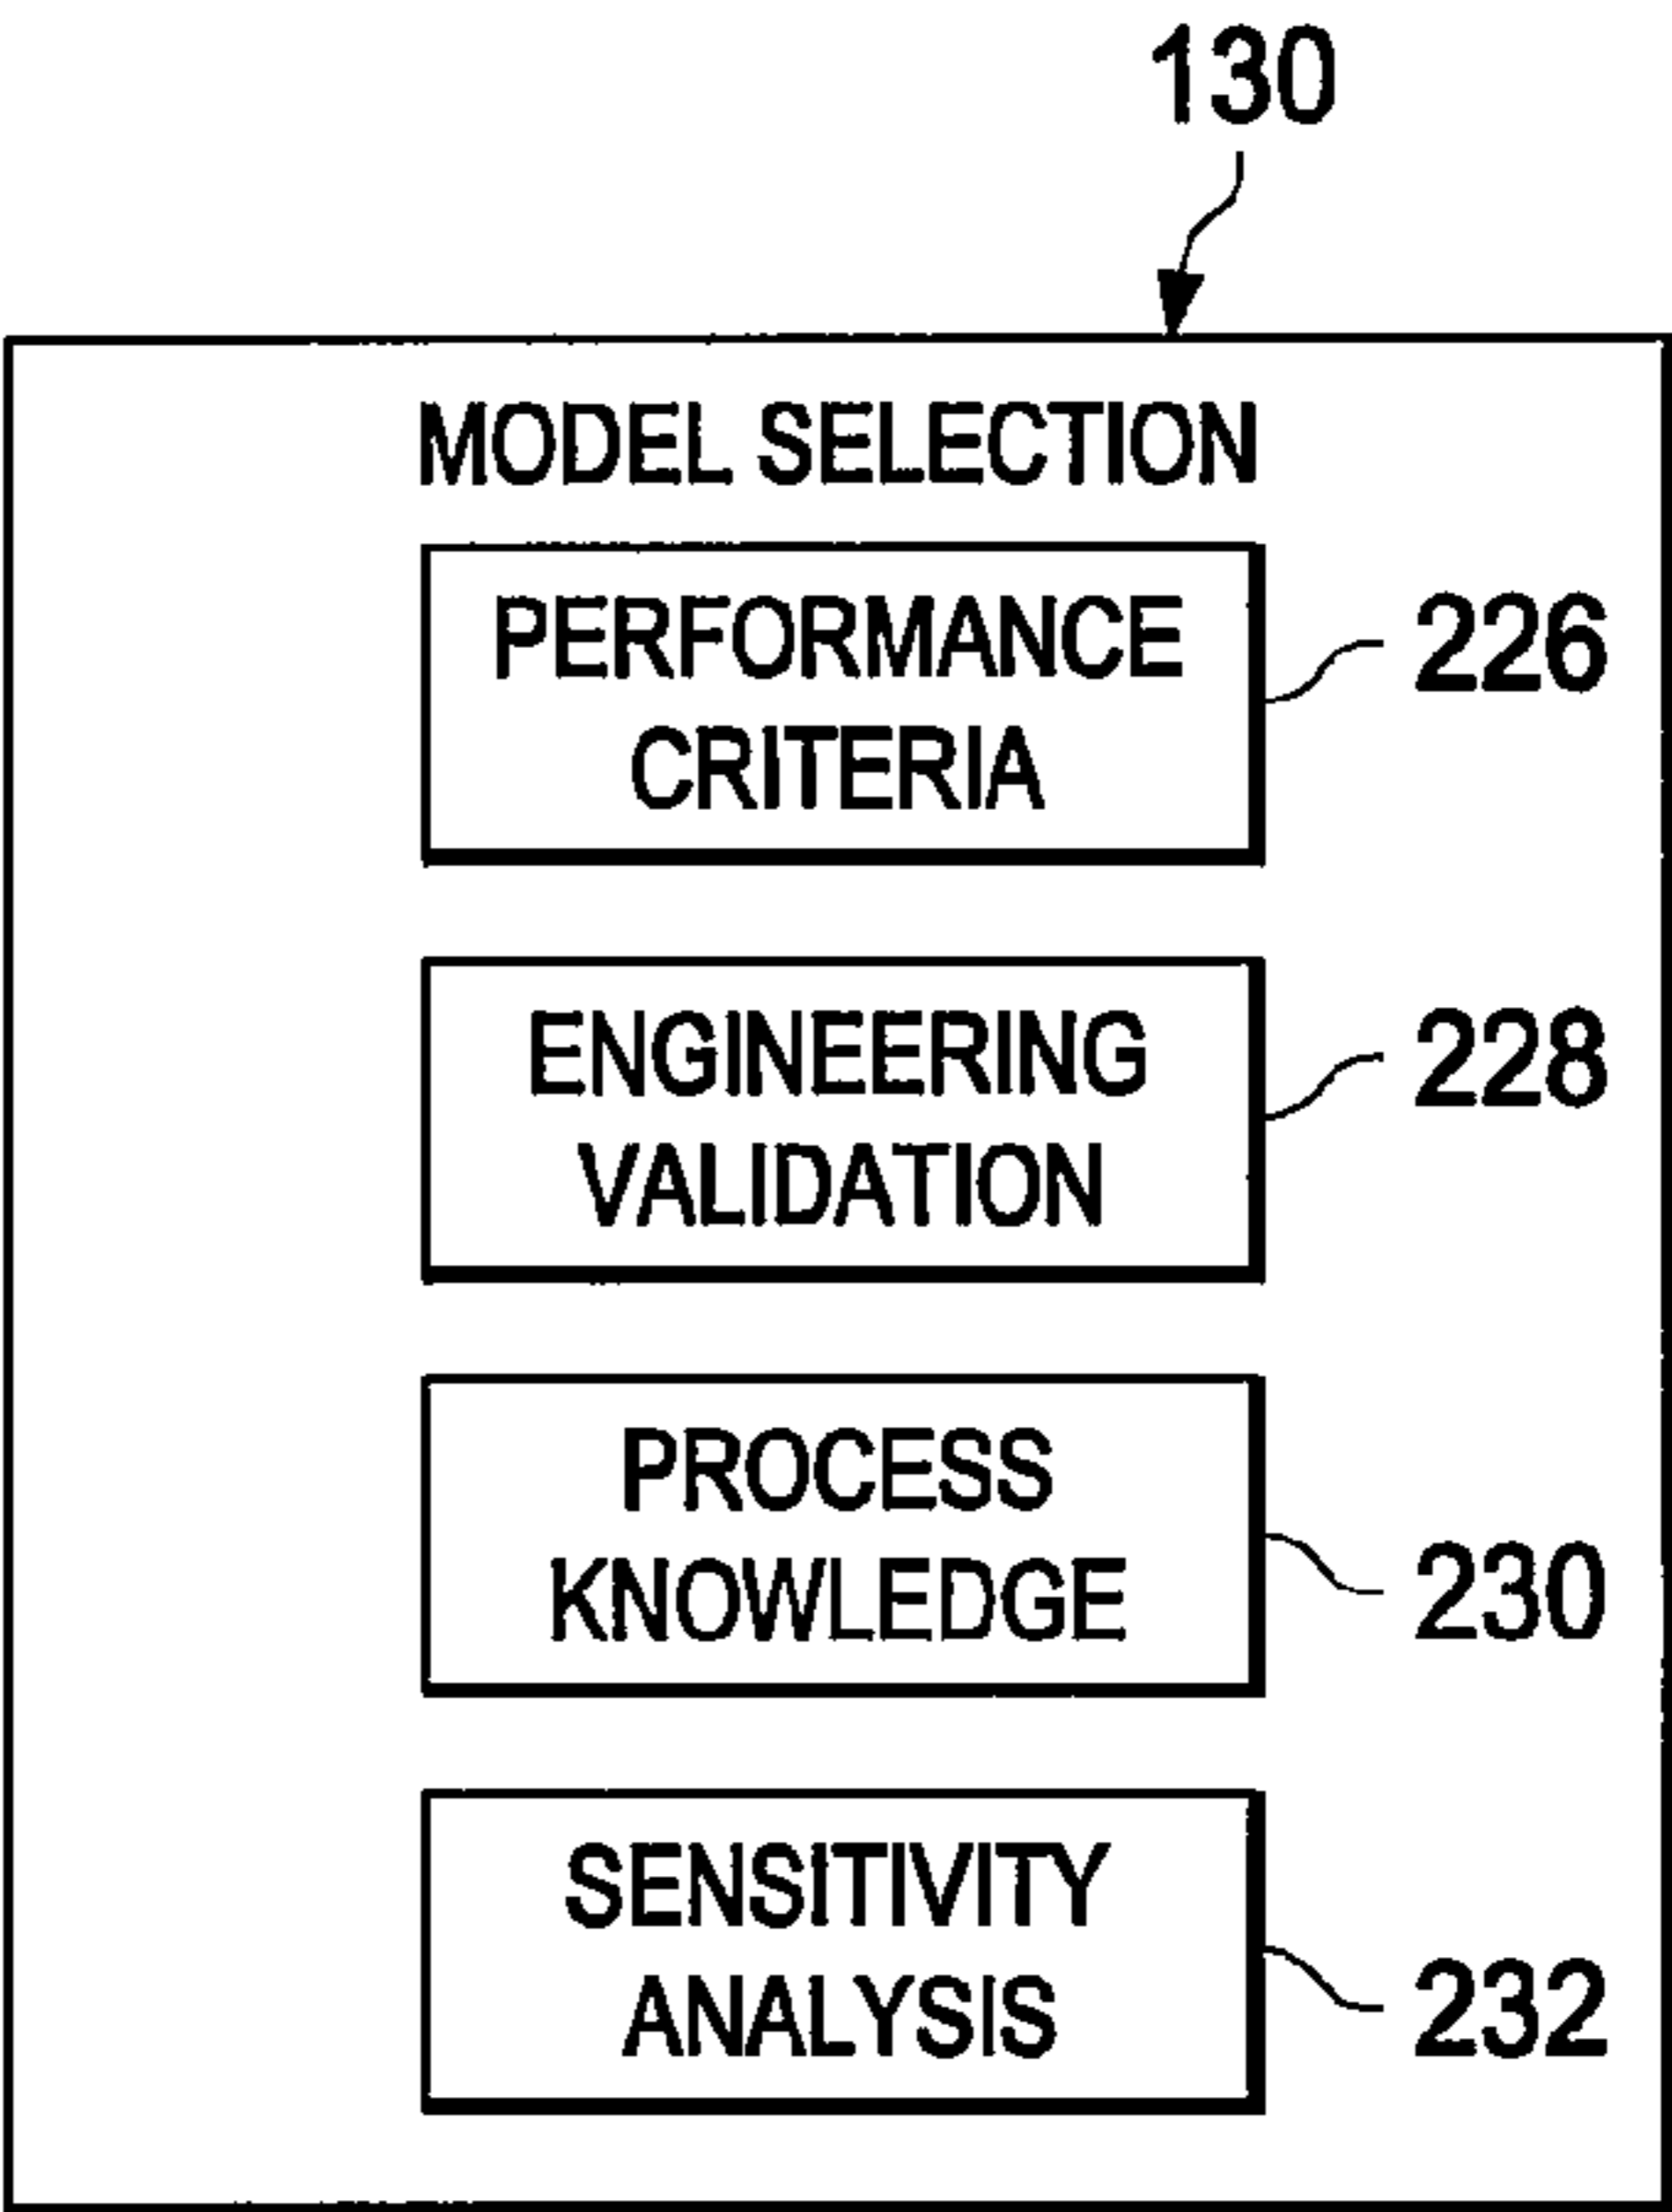 130
MODEL SELECTION
PERFORMANCE
CRITERIA
226
ENGINEERING
VALIDATION
228
PROCESS
KNOWLEDGE
230
SENSITIVITY
ANALYSIS
232